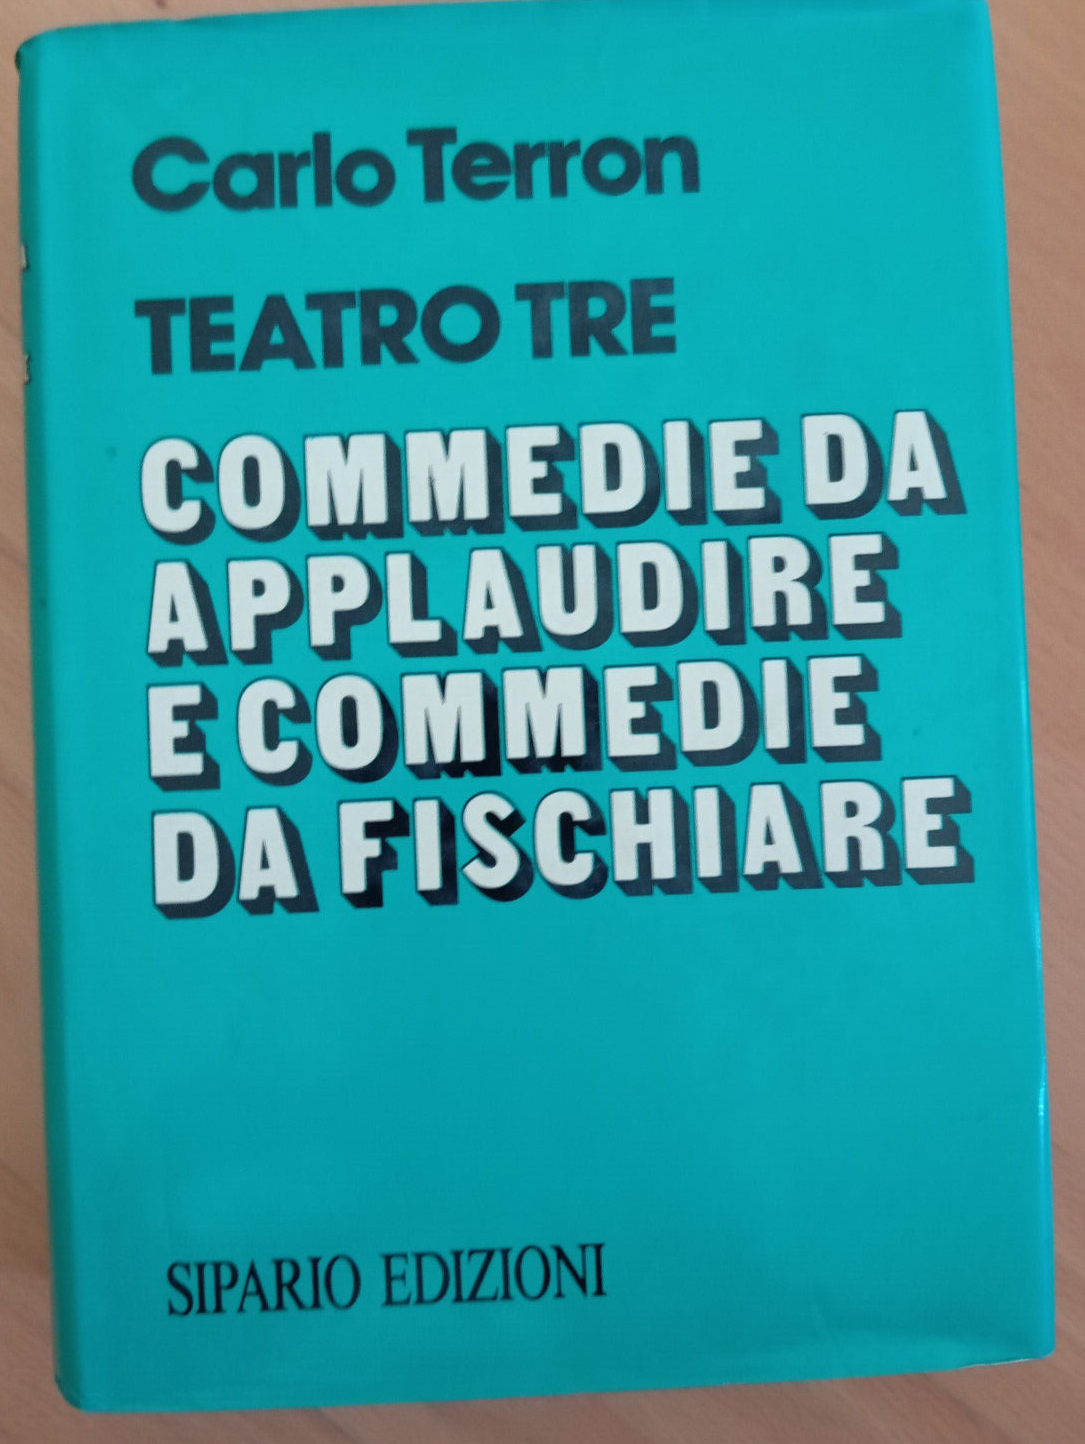 Carlo Terron
TEATRO TRE
COMMEDIE DA
APPLAUDIRE
E COMMEDIE
DA FISCHIARE
SIPARIO EDIZIONI